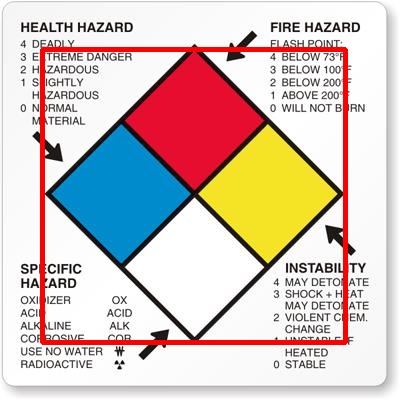 HEALTH HAZARD
4 DEADLY
3 EXTREME DANGER
2 HAZARDOUS
1 SLIGHTLY
HAZARDOUS
0 NORMAL
MATERIAL
FIRE HAZARD
FLASH POINT:
4 BELOW 73°F
3 BELOW 100°F
2 BELOW 200°F
1 ABOVE 200°F
0 WILL NOT BURN
SPECIFIC
HAZARD
OXIDIZER OX
ACID ACID
ALKALINE ALK
CORROSIVE COR
USE NO WATER W
RADIOACTIVE
INSTABILITY
4 MAY DETONATE
3 SHOCK + HEAT
MAY DETONATE
2 VIOLENT CHEM.
CHANGE
1 UNSTABLE IF
HEATED
0 STABLE